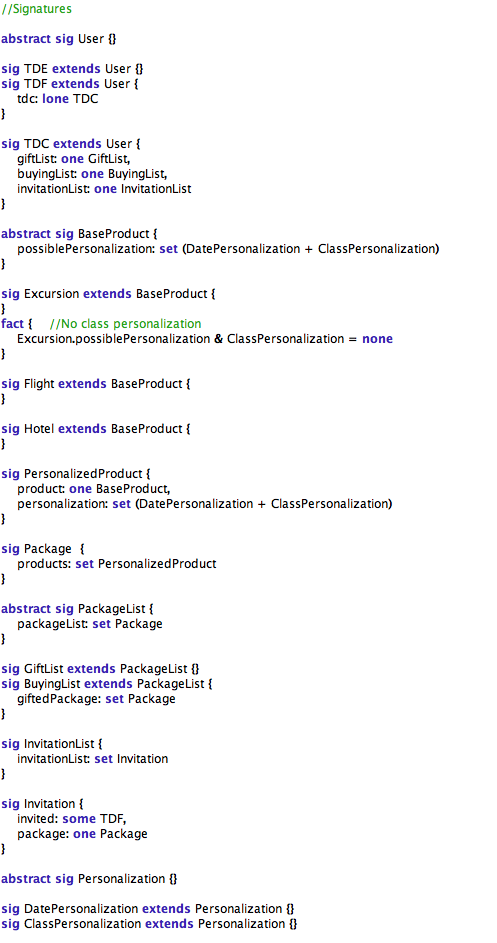 //Signatures
abstract sig User {}
sig TDE extends User {}
sig TDF extends User {
tdc: lone TDC
}
sig TDC extends User {
giftList: one GiftList,
buyingList: one BuyingList,
invitationList: one InvitationList
}
abstract sig BaseProduct {
possiblePersonalization: set (DatePersonalization + ClassPersonalization)
}
sig Excursion extends BaseProduct {
}
fact { //No class personalization
Excursion.possiblePersonalization & ClassPersonalization = none
}
sig Flight extends BaseProduct {
}
sig Hotel extends BaseProduct {
}
sig PersonalizedProduct {
product: one BaseProduct,
personalization: set (DatePersonalization + ClassPersonalization)
}
sig Package {
products: set PersonalizedProduct
}
abstract sig PackageList {
packageList: set Package
}
sig GiftList extends PackageList {}
sig BuyingList extends PackageList {
giftedPackage: set Package
}
sig InvitationList {
invitationList: set Invitation
}
sig Invitation {
invited: some TDF,
package: one Package
}
abstract sig Personalization {}
sig DatePersonalization extends Personalization {}
sig ClassPersonalization extends Personalization {}